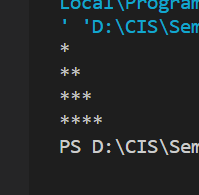 Local\Program
' 'D:\CIS\Sem
*
**
***
****
PS D:\CIS\Sem